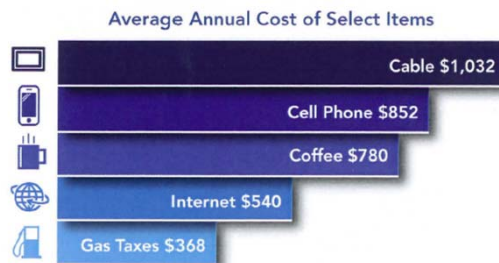 Average Annual Cost of Select Items
Cable $1,032
Cell Phone $852
Coffee $780
Internet $540
Gas Taxes $368